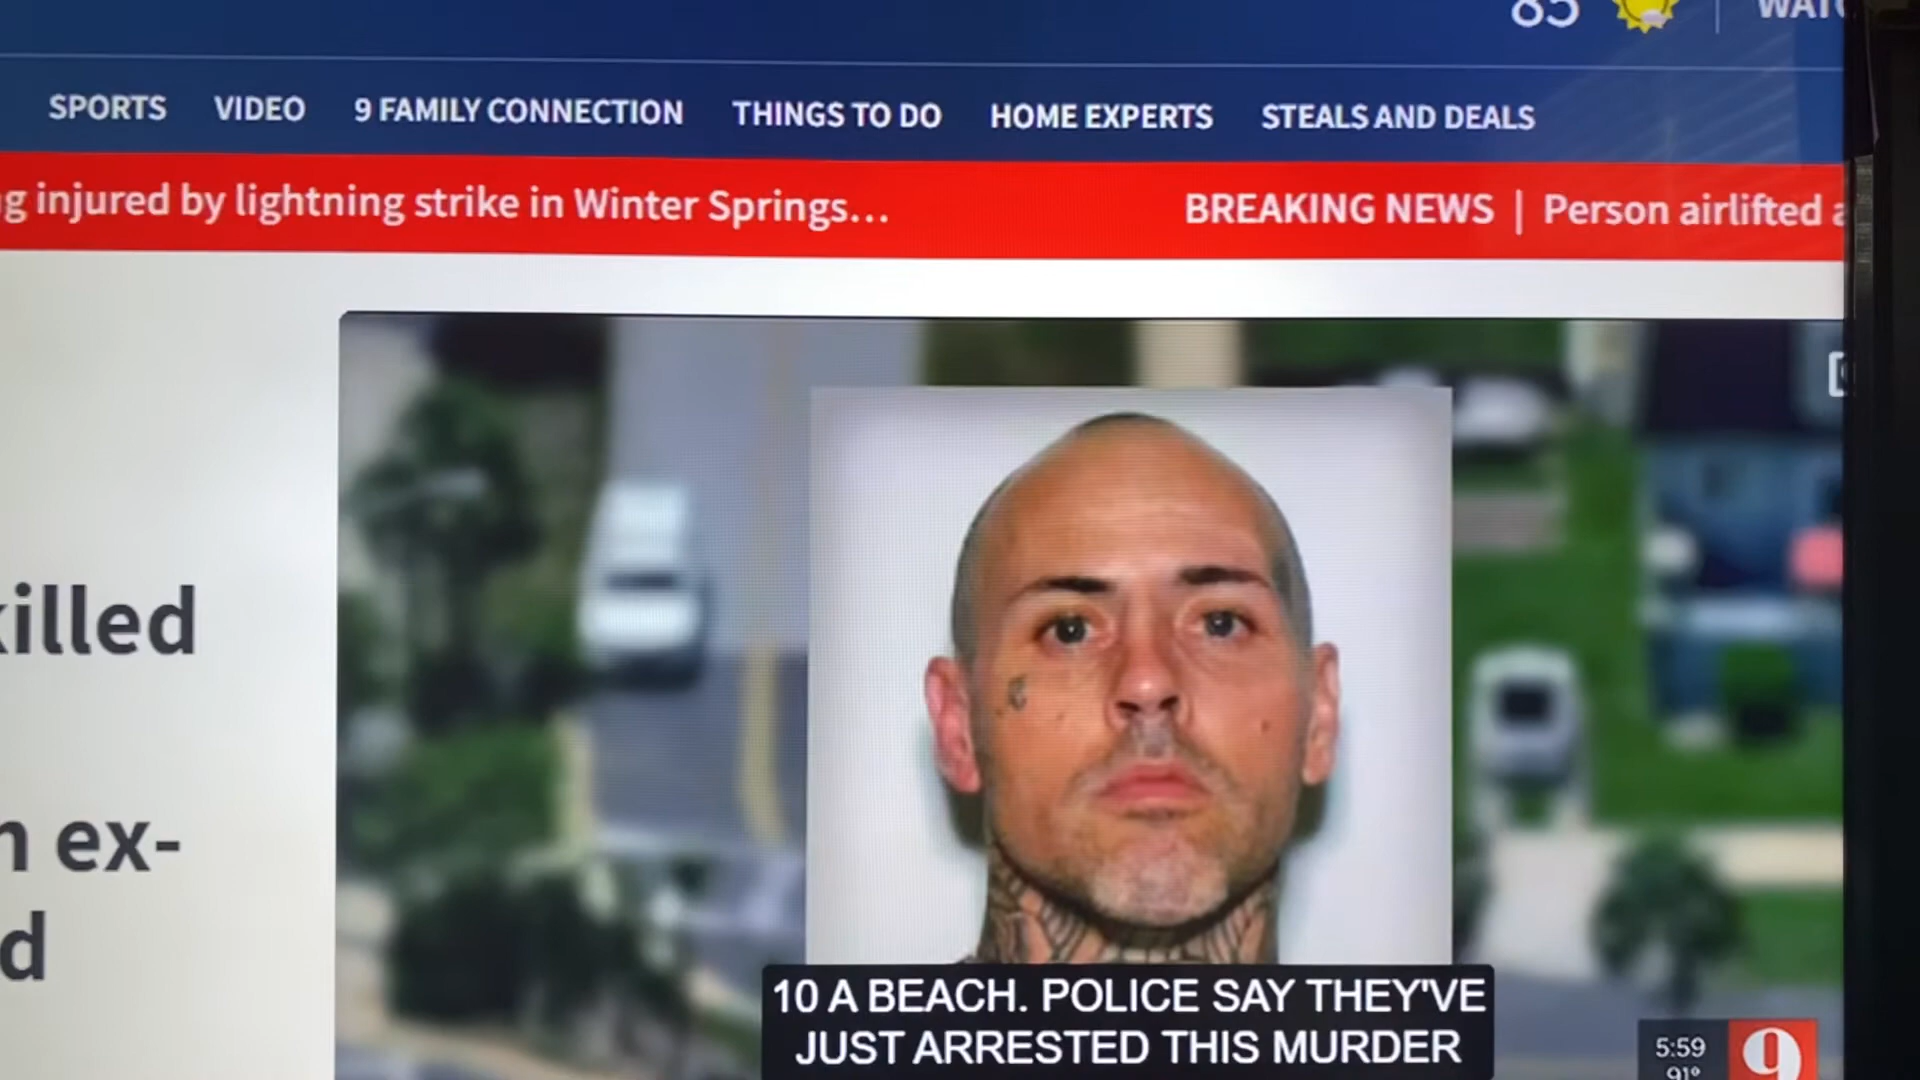 85
SPORTS VIDEO 9 FAMILY CONNECTION THINGS TO DO HOME EXPERTS STEALS AND DEALS
injured by lightning strike in Winter Springs... BREAKING NEWS | Person airlifted
killed
ex-
10 A BEACH. POLICE SAY THEY'VE
JUST ARRESTED THIS MURDER
5:59
91°
9